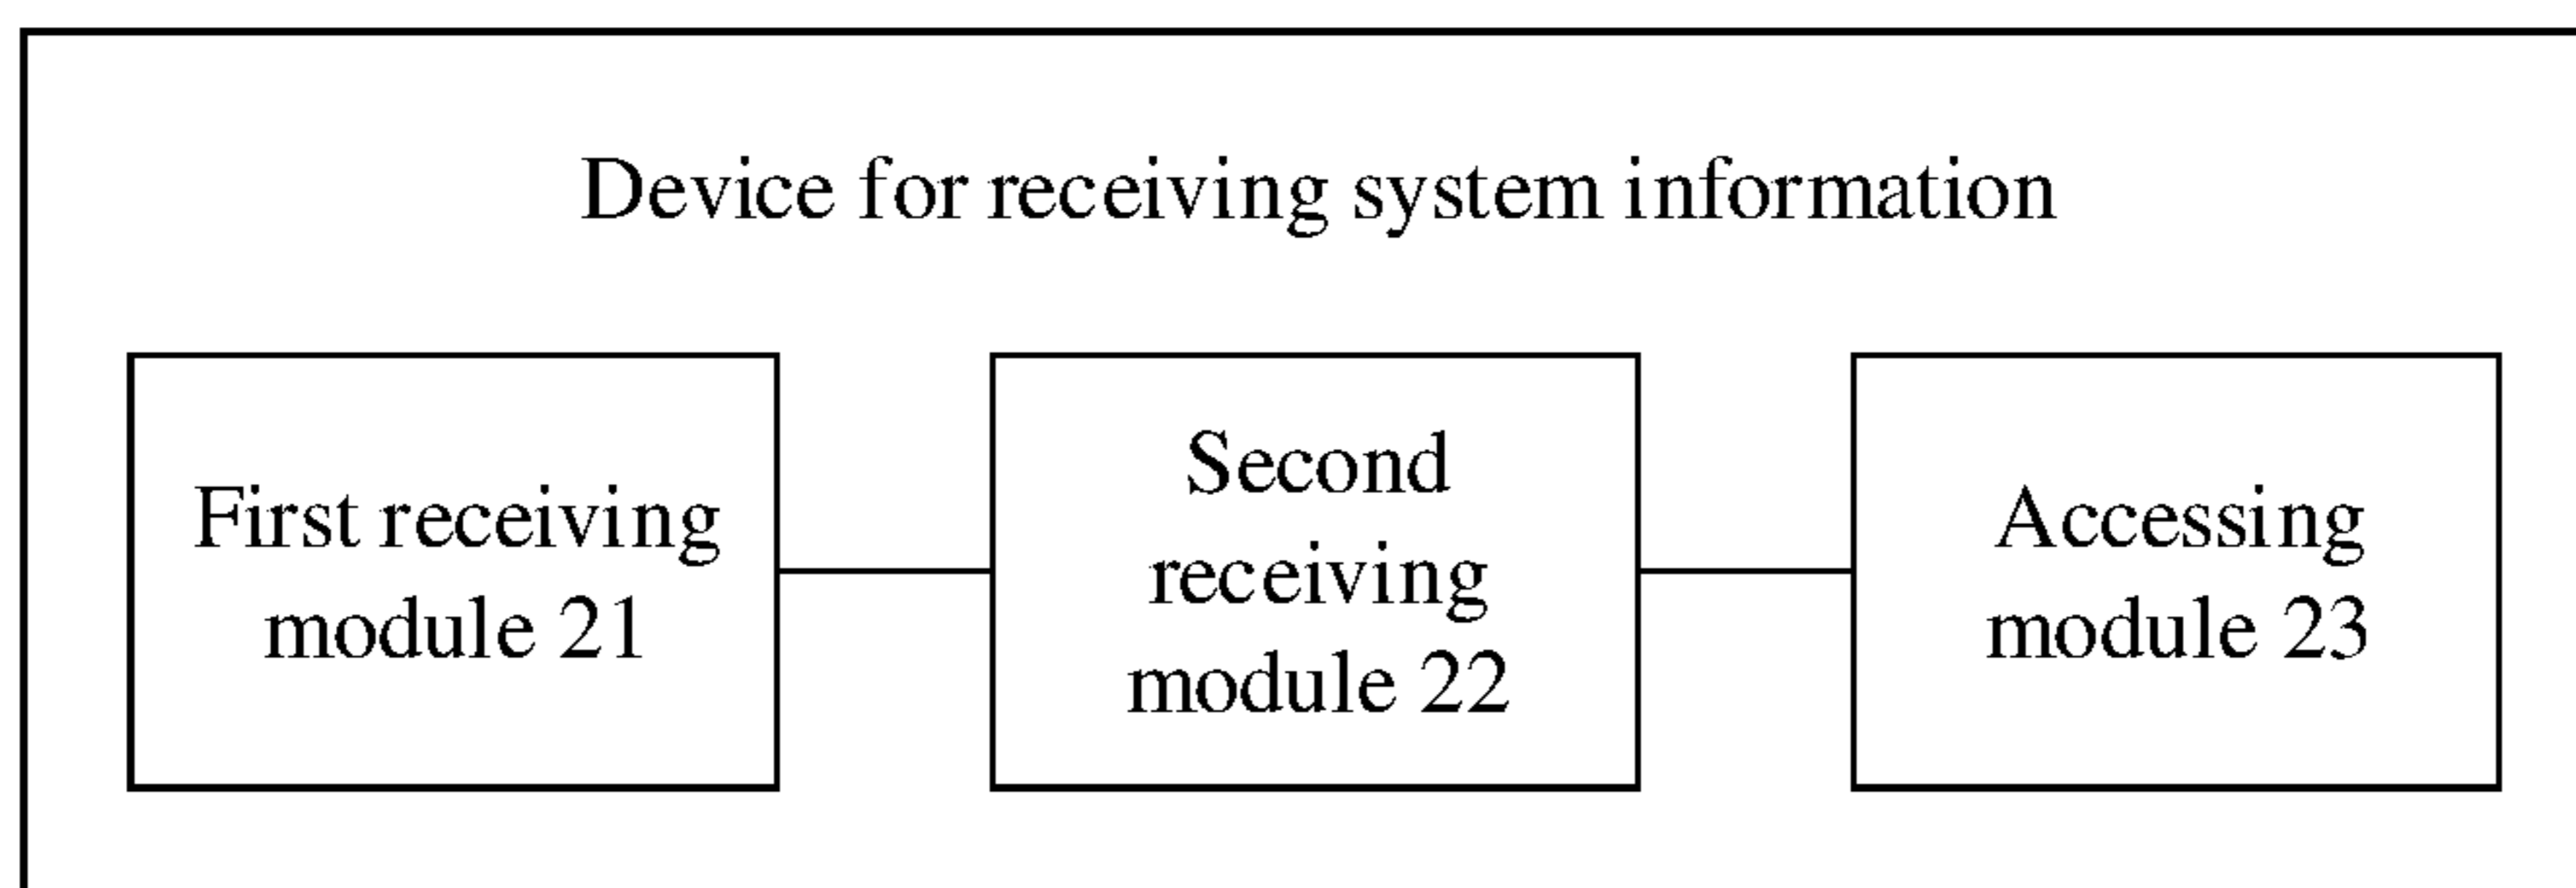 Device for receiving system information
First receiving
module 21
Second
receiving
module 22
Accessing
module 23